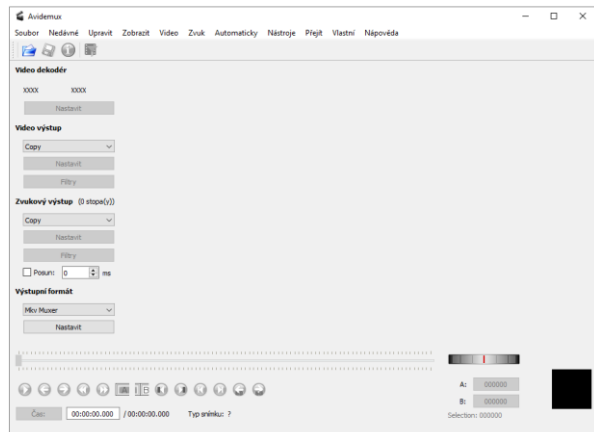 Avidemux
Soubor Nedávné Upravit Zobrazit Video Zvuk Automaticky Nástroje Přejít Vlastní Nápověda
Video dekodér
XXXX XXXX
Nastavit
Video výstup
Copy
Nastavit
Filtry
Zvukový výstup (0 stopa(y))
Copy
Nastavit
Filtry
Posun: 0 ms
Výstupní formát
Mkv Muxer
Nastavit
A: 000000
B: 000000
Čas: 00:00:00.000 / 00:00:00.000 Typ snímku: ? Selection: 000000